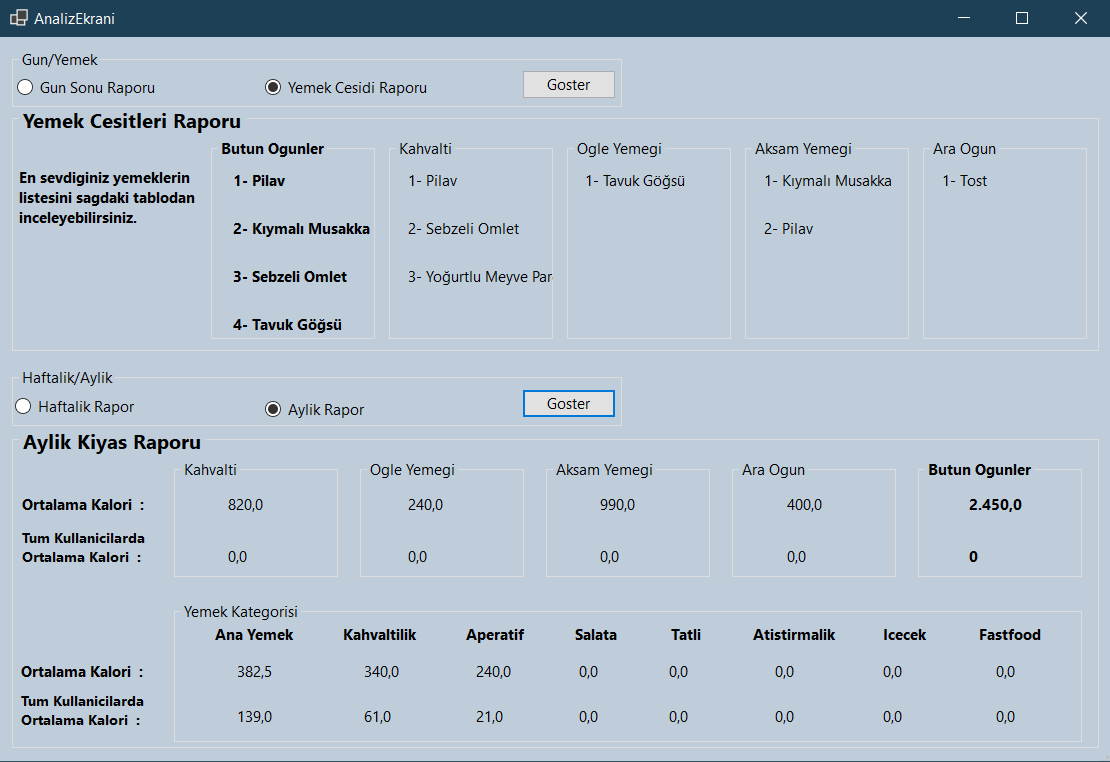 AnalizEkrani
Gun/Yemek
Gun Sonu Raporu
Yemek Cesidi Raporu
Goster
Yemek Cesitleri Raporu
En sevdiginiz yemeklerin
listesini sagdaki tablodan
inceleyebilirsiniz.
Butun Ogunler
1- Pilav
2- Kıymalı Musakka
3- Sebzeli Omlet
4- Tavuk Göğsü
Kahvalti
1- Pilav
2- Sebzeli Omlet
3- Yoğurtlu Meyve Par
Ogle Yemegi
1- Tavuk Göğsü
Aksam Yemegi
1- Kıymalı Musakka
2- Pilav
Ara Ogun
1- Tost
Haftalik/Aylik
Haftalik Rapor
Aylik Rapor
Goster
Aylik Kiyas Raporu
Kahvalti Ogle Yemegi Aksam Yemegi Ara Ogun Butun Ogunler
Ortalama Kalori : 820,0 240,0 990,0 400,0 2.450,0
Tum Kullanicilarda
Ortalama Kalori : 0,0 0,0 0,0 0,0 0
Yemek Kategorisi
Ana Yemek Kahvaltilik Aperatif Salata Tatli Atistirmalik Icecek Fastfood
Ortalama Kalori : 382,5 340,0 240,0 0,0 0,0 0,0 0,0 0,0
Tum Kullanicilarda
Ortalama Kalori : 139,0 61,0 21,0 0,0 0,0 0,0 0,0 0,0